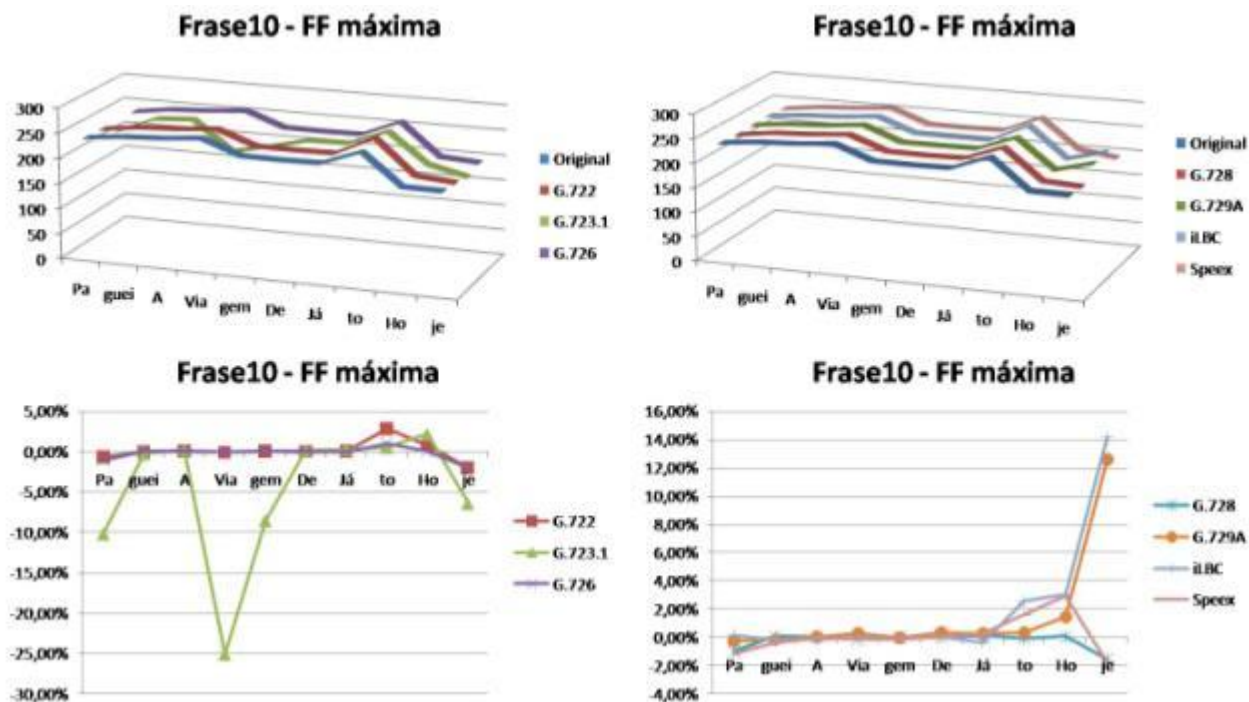 Frase10 - FF máxima
300
250
200
150
100
50
0
Pa guei A Via gem De Já to Ho je
Original
G.722
G.723.1
G.726
Frase10 - FF máxima
300
250
200
150
100
50
0
Pa guei A Via gem De Já to Ho je
Original
G.728
G.729A
iLBC
Speex
Frase10 - FF máxima
5,00%
0,00%
-5,00%
-10,00%
-15,00%
-20,00%
-25,00%
-30,00%
Pa guei A Via gem De Já to Ho je
G.722
G.723.1
G.726
Frase10 - FF máxima
16,00%
14,00%
12,00%
10,00%
8,00%
6,00%
4,00%
2,00%
0,00%
-2,00%
-4,00%
Pa guei A Via gem De Já to Ho je
G.728
G.729A
iLBC
Speex